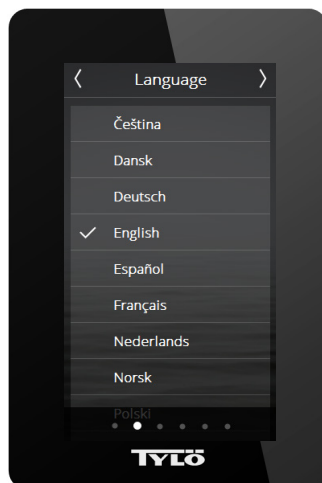 Language
Čeština
Dansk
Deutsch
English
Español
Français
Nederlands
Norsk
Polski
TYLÖ